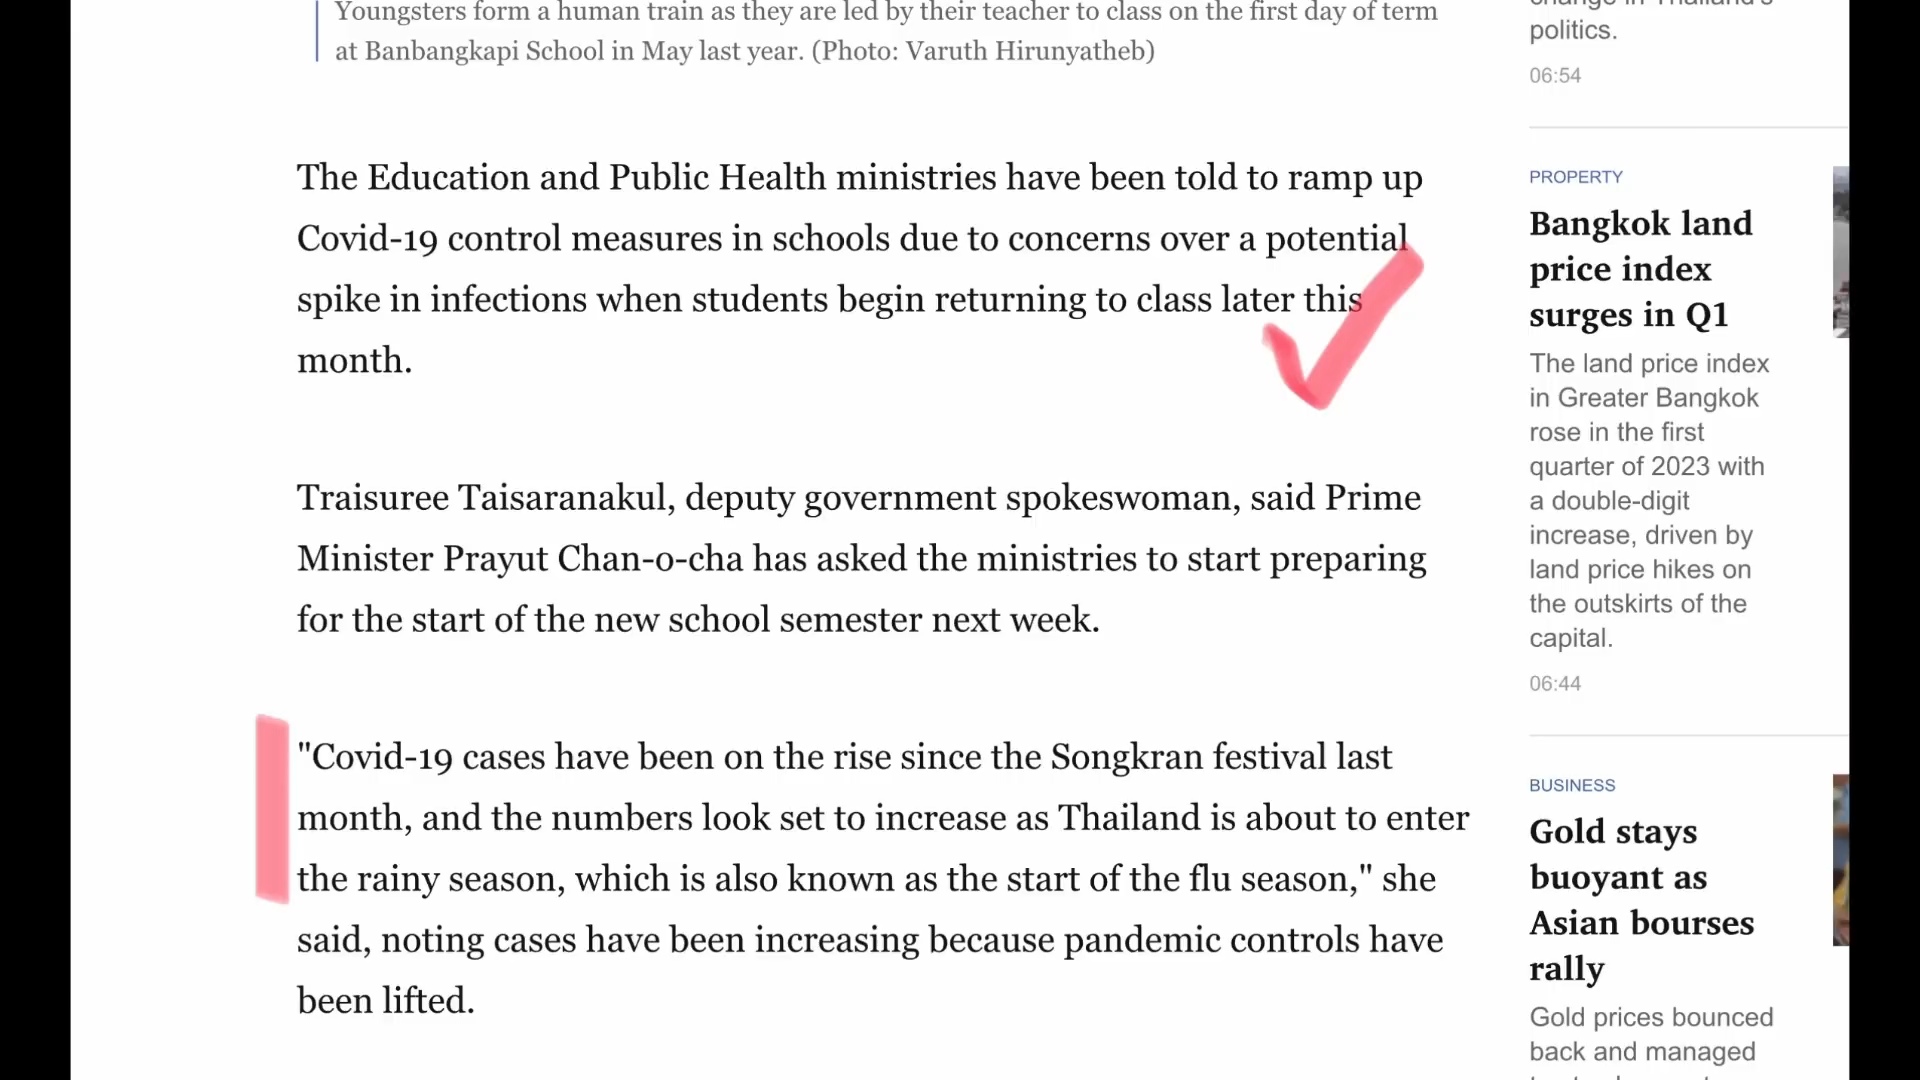 Youngsters form a human train as they are led by their teacher to class on the first day of term
at Banbangkapi School in May last year. (Photo: Varuth Hirunyatheb)
The Education and Public Health ministries have been told to ramp up
Covid-19 control measures in schools due to concerns over a potential
spike in infections when students begin returning to class later this
month.
Traisuree Taisaranakul, deputy government spokeswoman, said Prime
Minister Prayut Chan-o-cha has asked the ministries to start preparing
for the start of the new school semester next week.
"Covid-19 cases have been on the rise since the Songkran festival last
month, and the numbers look set to increase as Thailand is about to enter
the rainy season, which is also known as the start of the flu season," she
said, noting cases have been increasing because pandemic controls have
been lifted.
change in Thailand's
politics.
06:54
PROPERTY
Bangkok land
price index
surges in Q1
The land price index
in Greater Bangkok
rose in the first
quarter of 2023 with
a double-digit
increase, driven by
land price hikes on
the outskirts of the
capital.
06:44
BUSINESS
Gold stays
buoyant as
Asian bourses
rally
Gold prices bounced
back and managed